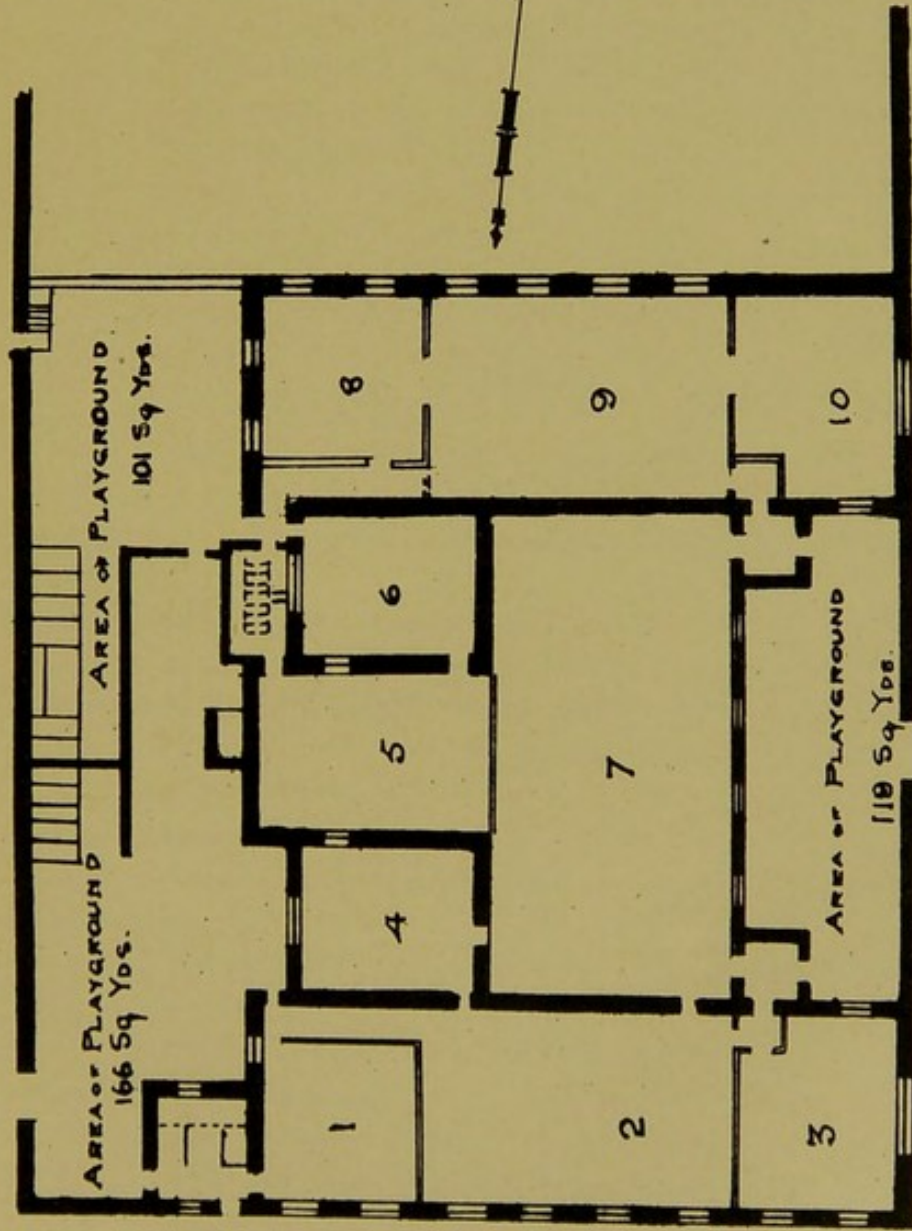 AREA OF PLAYGROUND
166 Sq YDS.
AREA OF PLAYGROUND
101 Sq YDS.
1
2
3
4
5
6
7
8
9
10
AREA OF PLAYGROUND
118 Sq YDS.